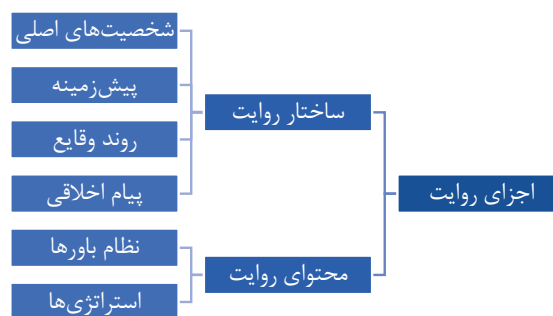 اجزای روایت
ساختار روایت
شخصیت‌های اصلی
پیش‌زمینه
روند وقایع
پیام اخلاقی
محتوای روایت
نظام باورها
استراتژی‌ها